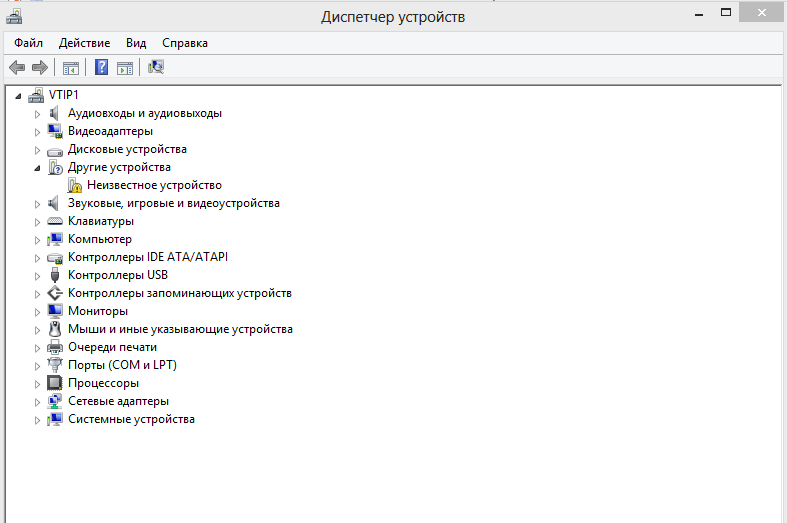 Диспетчер устройств
Файл Действие Вид Справка
VTIP1
Аудиовходы и аудиовыходы
Видеоадаптеры
Дисковые устройства
Другие устройства
Неизвестное устройство
Звуковые, игровые и видеоустройства
Клавиатуры
Компьютер
Контроллеры IDE ATA/ATAPI
Контроллеры USB
Контроллеры запоминающих устройств
Мониторы
Мыши и иные указывающие устройства
Очереди печати
Порты (COM и LPT)
Процессоры
Сетевые адаптеры
Системные устройства